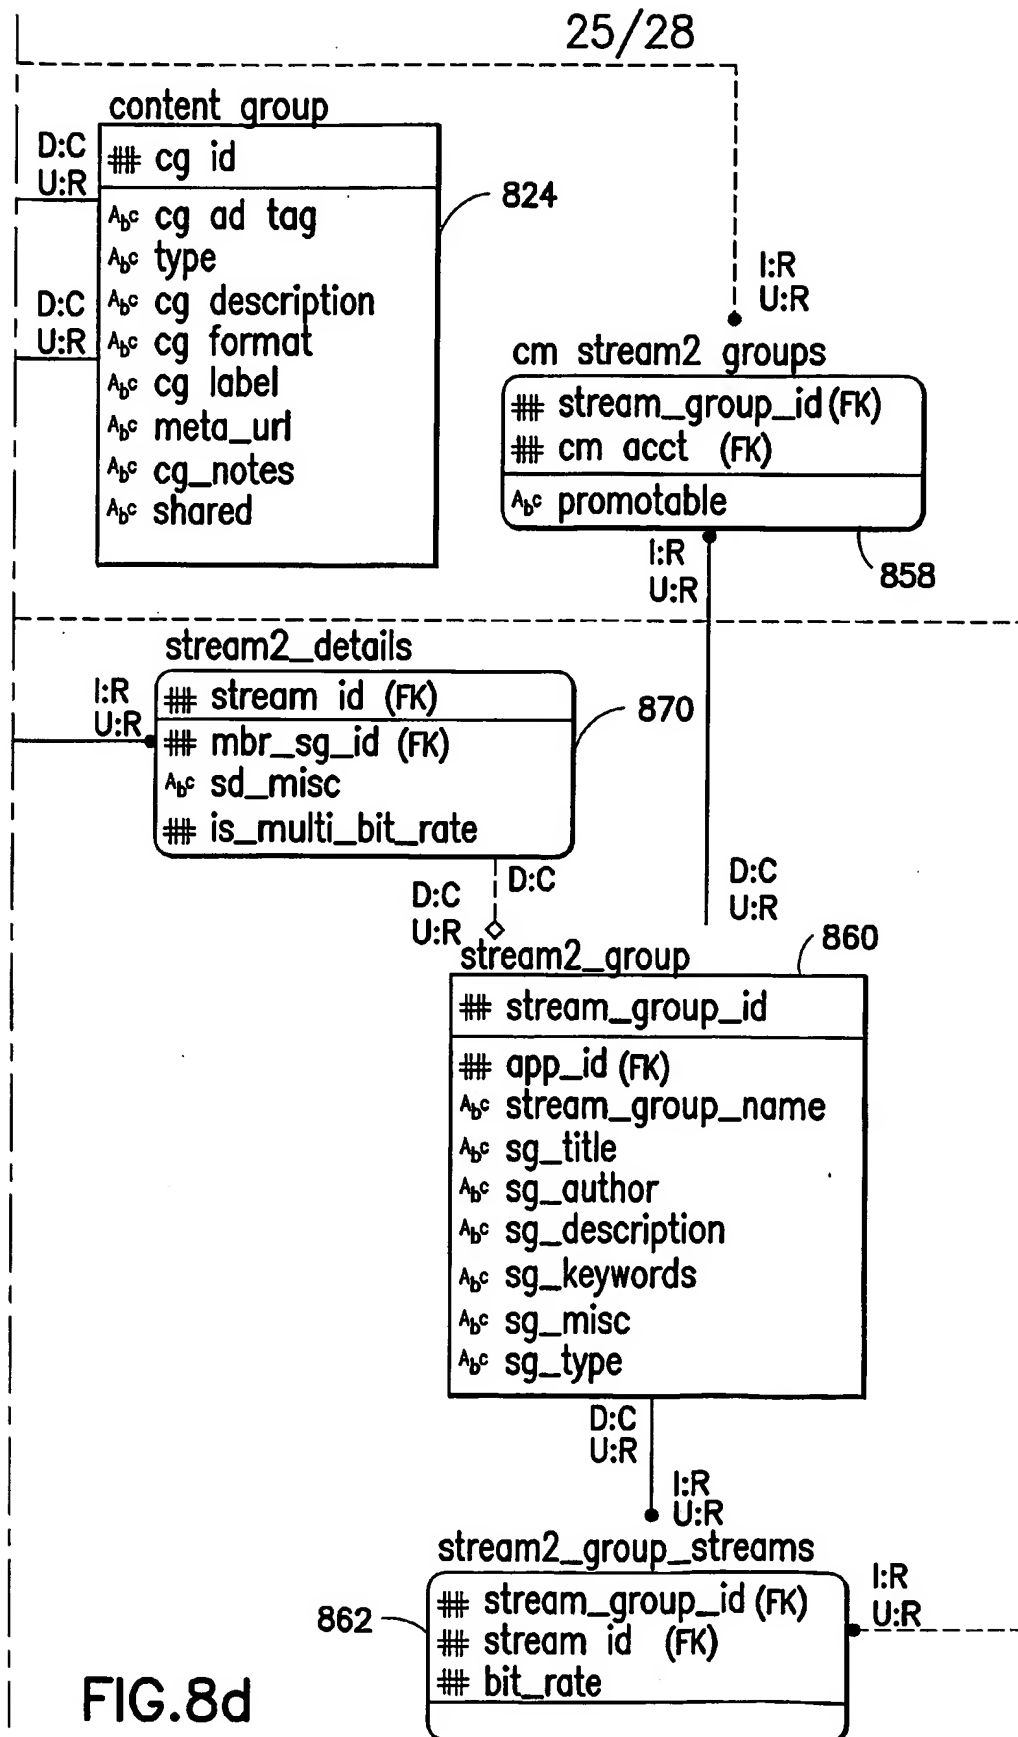 25/28
content group
D:C
U:R
## cg id
824
Abc cg ad tag
Abc type
Abc cg description
D:C
U:R
Abc cg format
Abc cg label
Abc meta_url
Abc cg_notes
Abc shared
I:R
U:R
cm stream2 groups
## stream_group_id (FK)
## cm acct (FK)
Abc promotable
858
I:R
U:R
stream2_details
I:R
U:R
## stream id (FK)
870
## mbr_sg_id (FK)
Abc sd_misc
## is_multi_bit_rate
D:C
U:R
D:C
D:C
U:R
860
stream2_group
## stream_group_id
## app_id (FK)
Abc stream_group_name
Abc sg_title
Abc sg_author
Abc sg_description
Abc sg_keywords
Abc sg_misc
Abc sg_type
D:C
U:R
I:R
U:R
stream2_group_streams
862
## stream_group_id (FK)
## stream id (FK)
## bit_rate
I:R
U:R
FIG.8d